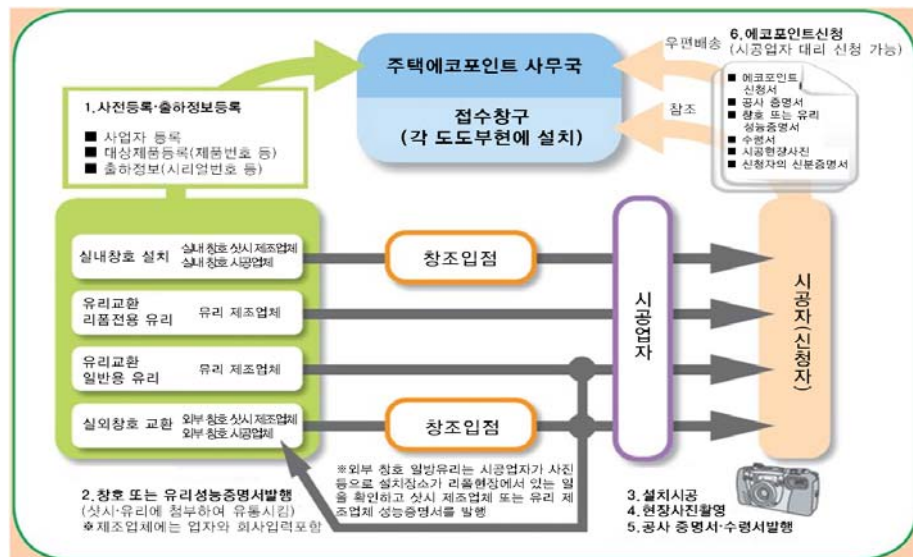 6.에코포인트신청
(시공업자 대리 신청 가능)
우편배송
주택에코포인트 사무국
접수창구
(각 도도부현에 설치)
참조
■ 에코포인트
신청서
■ 공사 증명서
■ 창호 또는 유리
성능증명서
■ 수령서
■ 시공현장사진
■ 신청자의 신분증명서
1.사전등록·출하정보등록
■ 사업자 등록
■ 대상제품등록(제품번호 등)
■ 출하정보(시리얼번호 등)
실내창호 설치
실내 창호 샷시 제조업체
실내 창호 시공업체
창조입점
유리교환
리폼전용 유리
유리 제조업체
유리교환
일반용 유리
유리 제조업체
실외창호 교환
외부 창호 샷시 제조업체
외부 창호 시공업체
창조입점
시공업자
시공자(신청자)
※외부 창호 일방유리는 시공업자가 사진
등으로 설치장소가 리폼현장에서 있는 일
을 확인하고 샷시 제조업체 또는 유리 제
조업체 성능증명서를 발행
2.창호 또는 유리성능증명서발행
(샷시·유리에 첨부하여 유통시킴)
※제조업체에는 업자와 회사입력포함
3.설치시공
4.현장사진촬영
5.공사 증명서·수령서발행